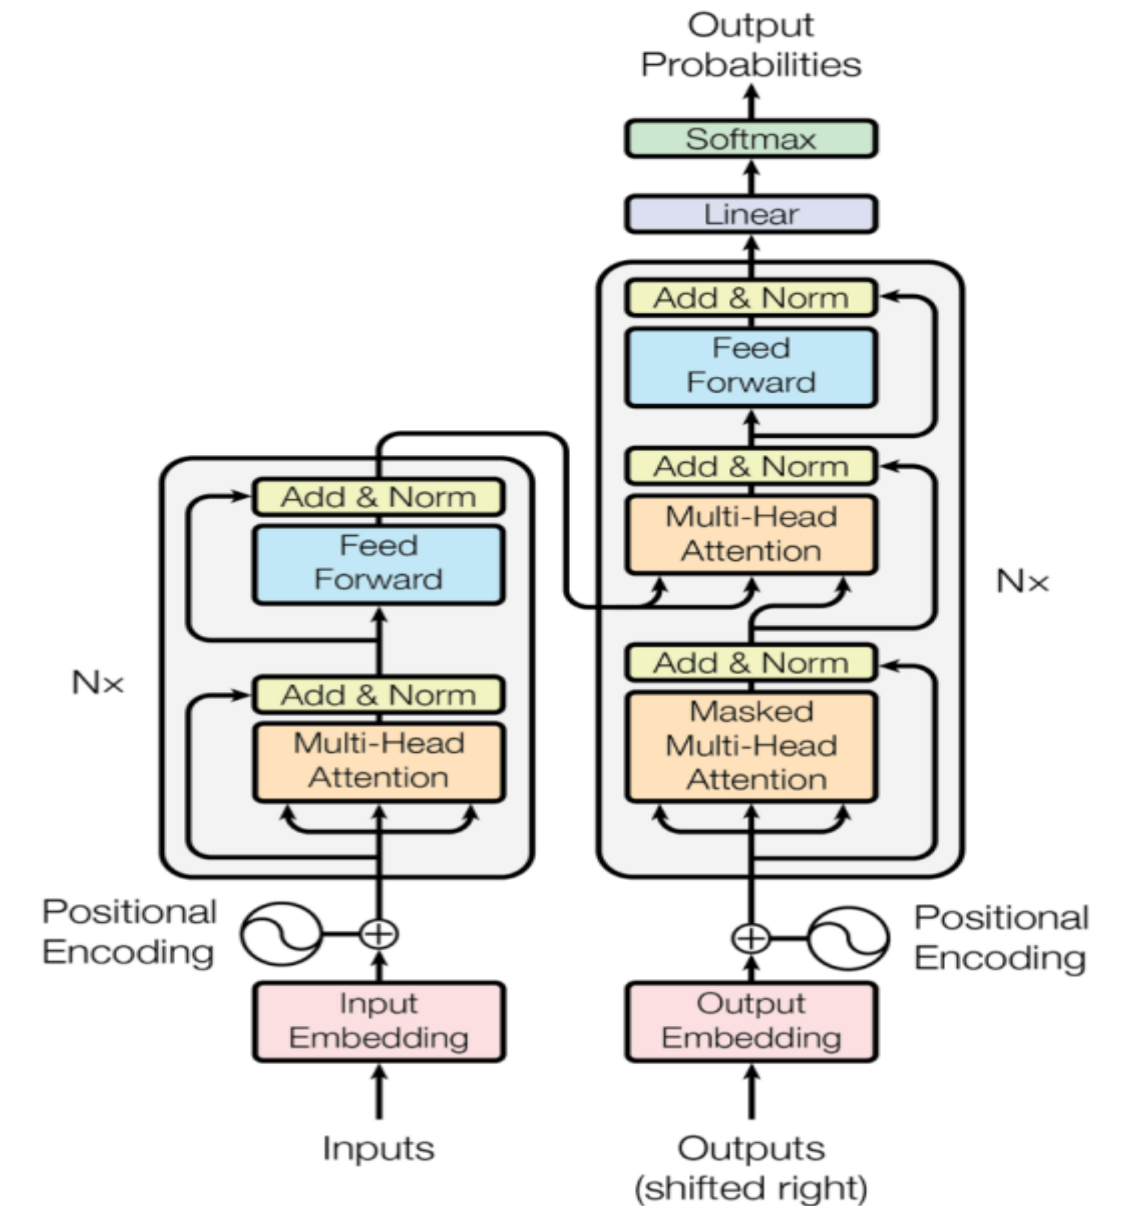 Output
Probabilities
Softmax
Linear
Add & Norm
Feed
Forward
Add & Norm
Multi-Head
Attention
Nx
Add & Norm
Masked
Multi-Head
Attention
Positional
Encoding
Output
Embedding
Outputs
(shifted right)
Add & Norm
Feed
Forward
Nx
Add & Norm
Multi-Head
Attention
Positional
Encoding
Input
Embedding
Inputs